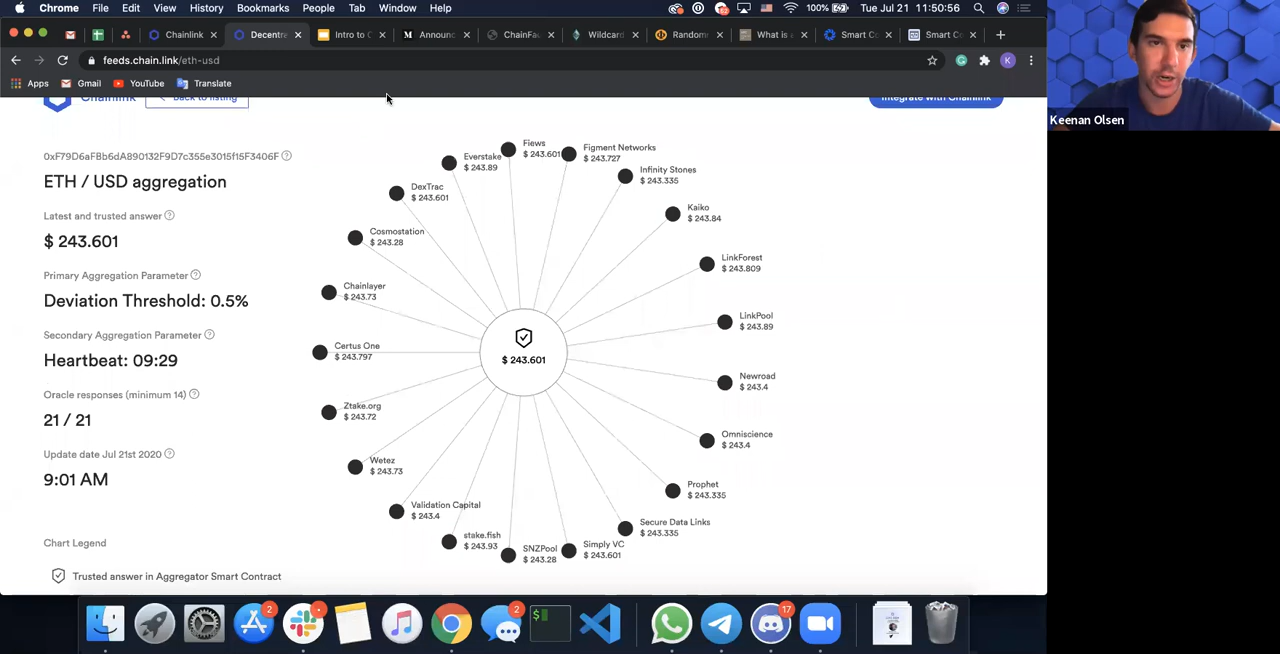 Chrome File Edit View History Bookmarks People Tab Window Help
100% Tue Jul 21 11:50:56
Chainlink
Decentra
Intro to C
Announc
ChainFau
Wildcard
Random
What is a
Smart Co
Smart Co
feeds.chain.link/eth-usd
K
Apps Gmail YouTube Translate
Chainlink
Back to listing
Integrate with Chainlink
Keenan Olsen
0xF79D6aFBb6dA890132F9D7c355e3015f15F3406F
ETH / USD aggregation
Latest and trusted answer
$ 243.601
Primary Aggregation Parameter
Deviation Threshold: 0.5%
Secondary Aggregation Parameter
Heartbeat: 09:29
Oracle responses (minimum 14)
21 / 21
Update date Jul 21st 2020
9:01 AM
Chart Legend
Trusted answer in Aggregator Smart Contract
Fiews
$ 243.601
Figment Networks
$ 243.727
Infinity Stones
$ 243.335
Kaiko
$ 243.84
LinkForest
$ 243.809
LinkPool
$ 243.89
Newroad
$ 243.4
Omniscience
$ 243.4
Prophet
$ 243.335
Secure Data Links
$ 243.335
Simply VC
$ 243.601
SNZPool
$ 243.28
stake.fish
$ 243.93
Validation Capital
$ 243.4
Wetez
$ 243.73
Ztake.org
$ 243.72
Certus One
$ 243.797
Chainlayer
$ 243.73
Cosmostation
$ 243.28
DexTrac
$ 243.601
Everstake
$ 243.89
$ 243.601
2
2
17